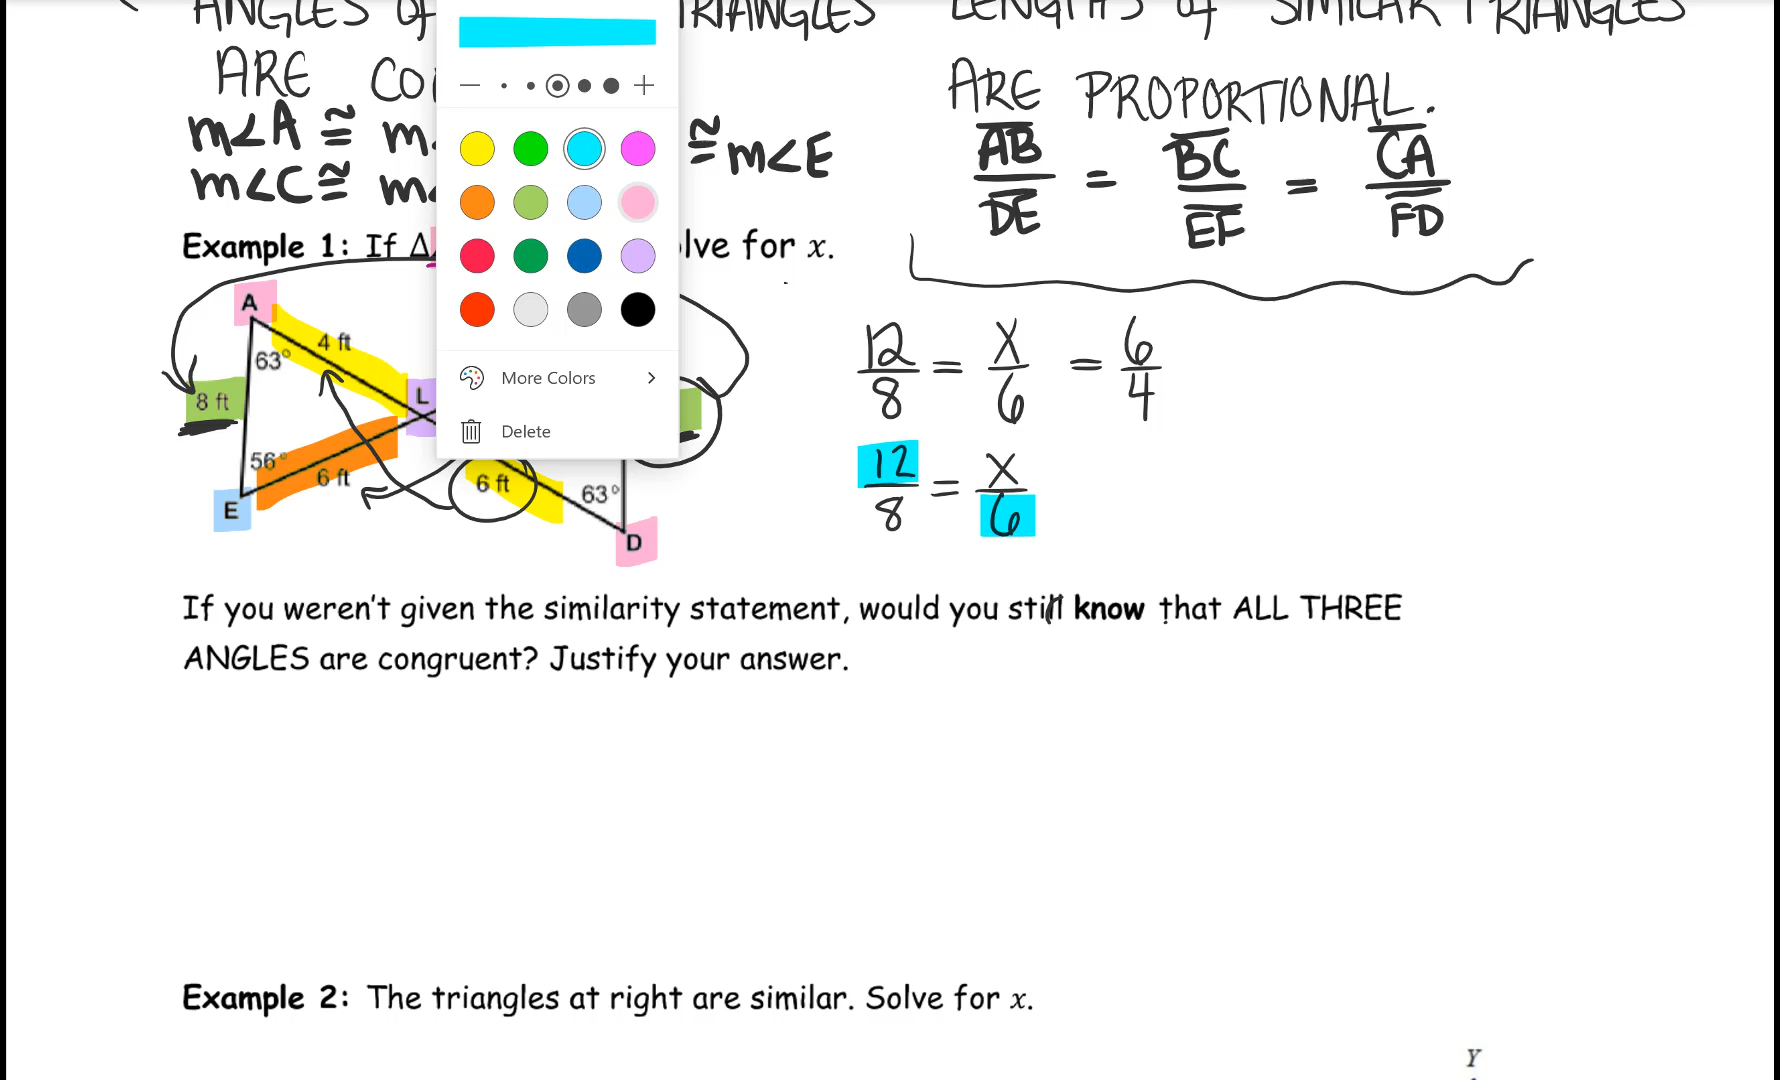 ANGLES OF TRIANGLES LENGTHS OF SIMILAR TRIANGLES
ARE CO ARE PROPORTIONAL.
m∠A ≅ m ≅ m∠E
m∠C ≅ m
AB/DE = BC/EF = CA/FD
Example 1: If Δ lve for x.
A
4 ft
63°
8 ft
L
56°
6 ft
E
6 ft
63°
D
12/8 = x/6 = 6/4
12/8 = x/6
More Colors
Delete
If you weren't given the similarity statement, would you still know that ALL THREE
ANGLES are congruent? Justify your answer.
Example 2: The triangles at right are similar. Solve for x.
Y